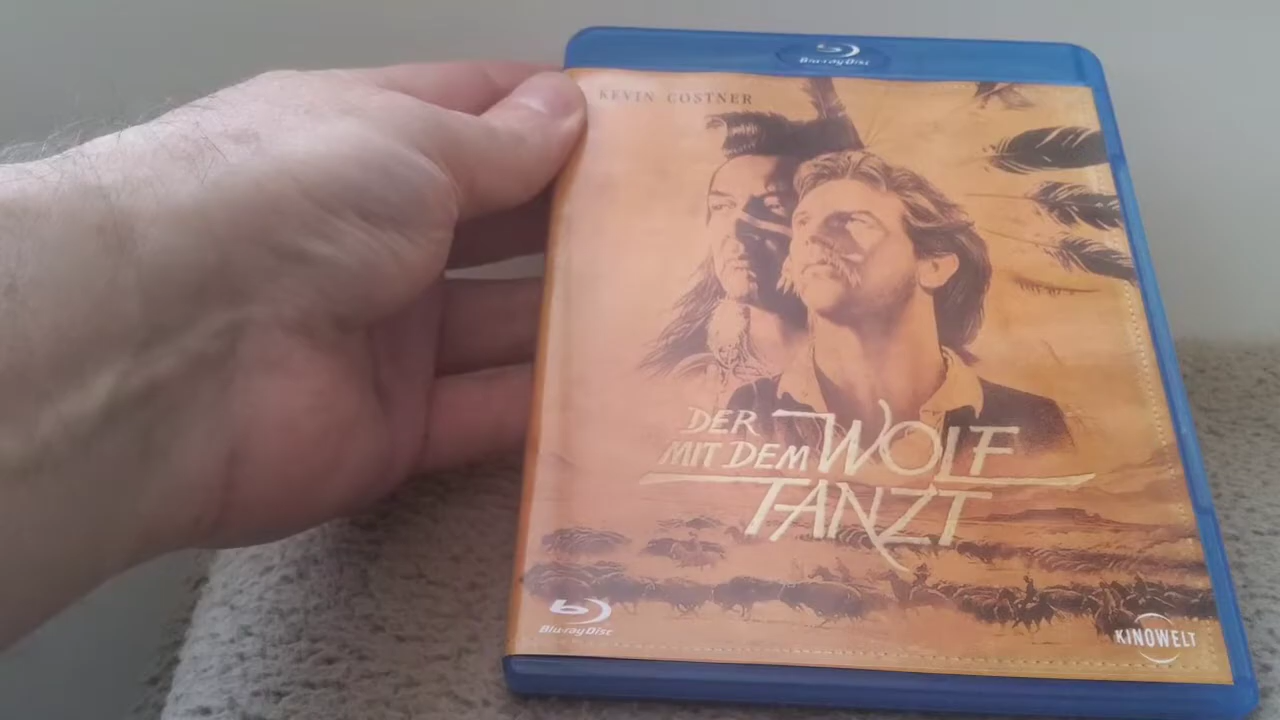 Blu-ray Disc
KEVIN COSTNER
DER
MIT DEM WOLF
TANZT
Blu-ray Disc
KINOWELT